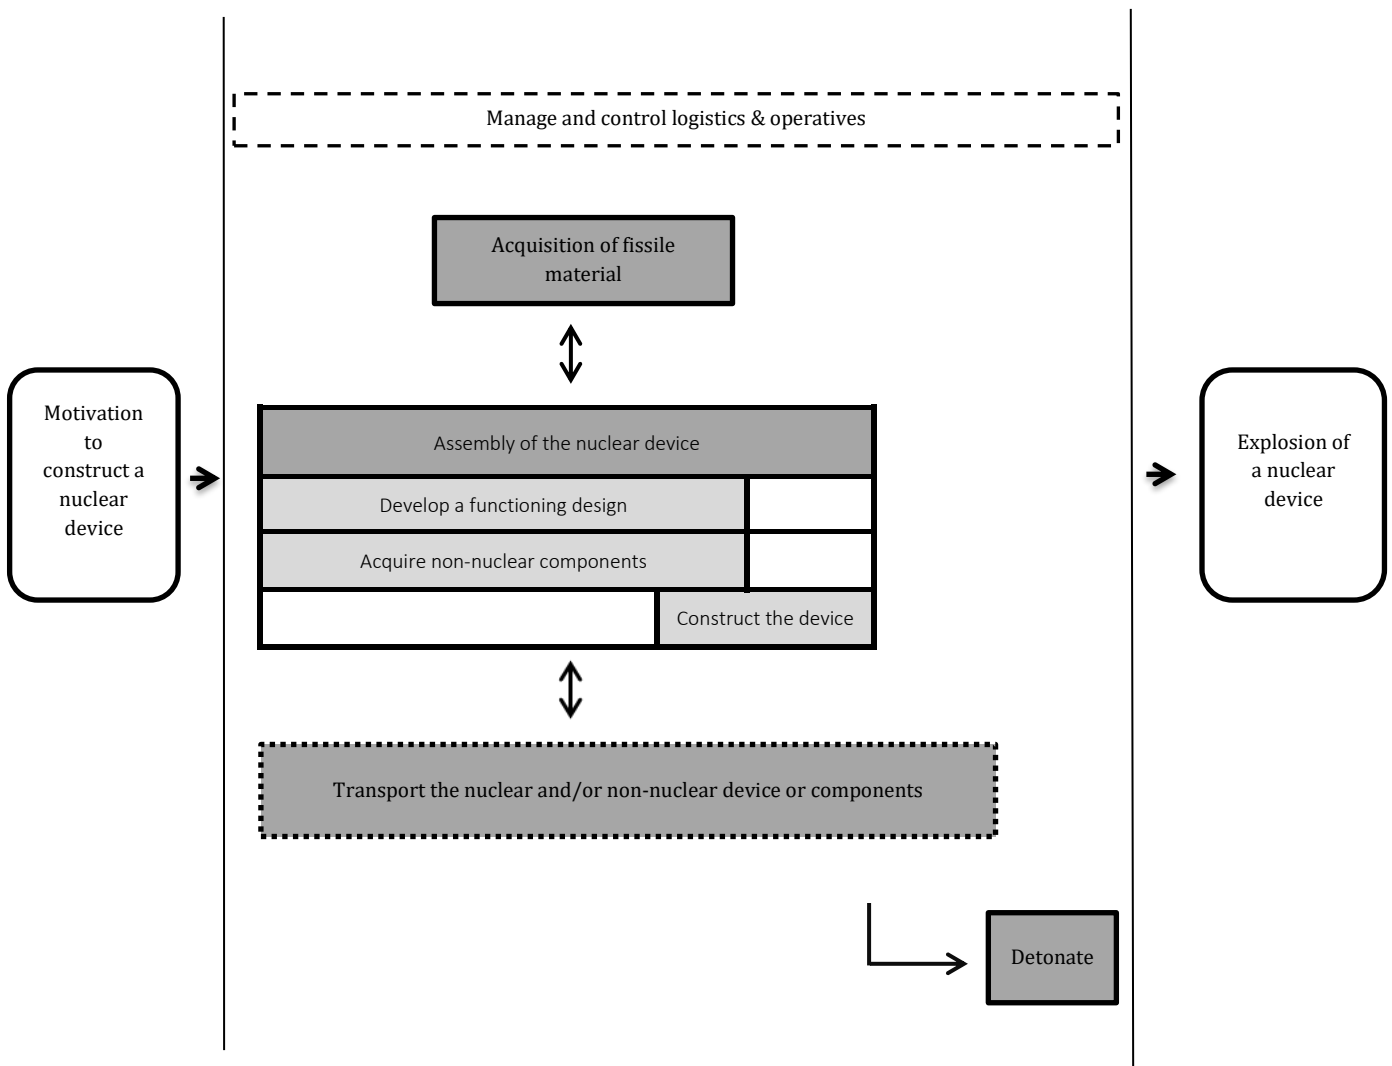 Manage and control logistics & operatives
Acquisition of fissile
material
Motivation
to
construct a
nuclear
device
Assembly of the nuclear device
Develop a functioning design
Acquire non-nuclear components
Construct the device
Explosion of
a nuclear
device
Transport the nuclear and/or non-nuclear device or components
Detonate